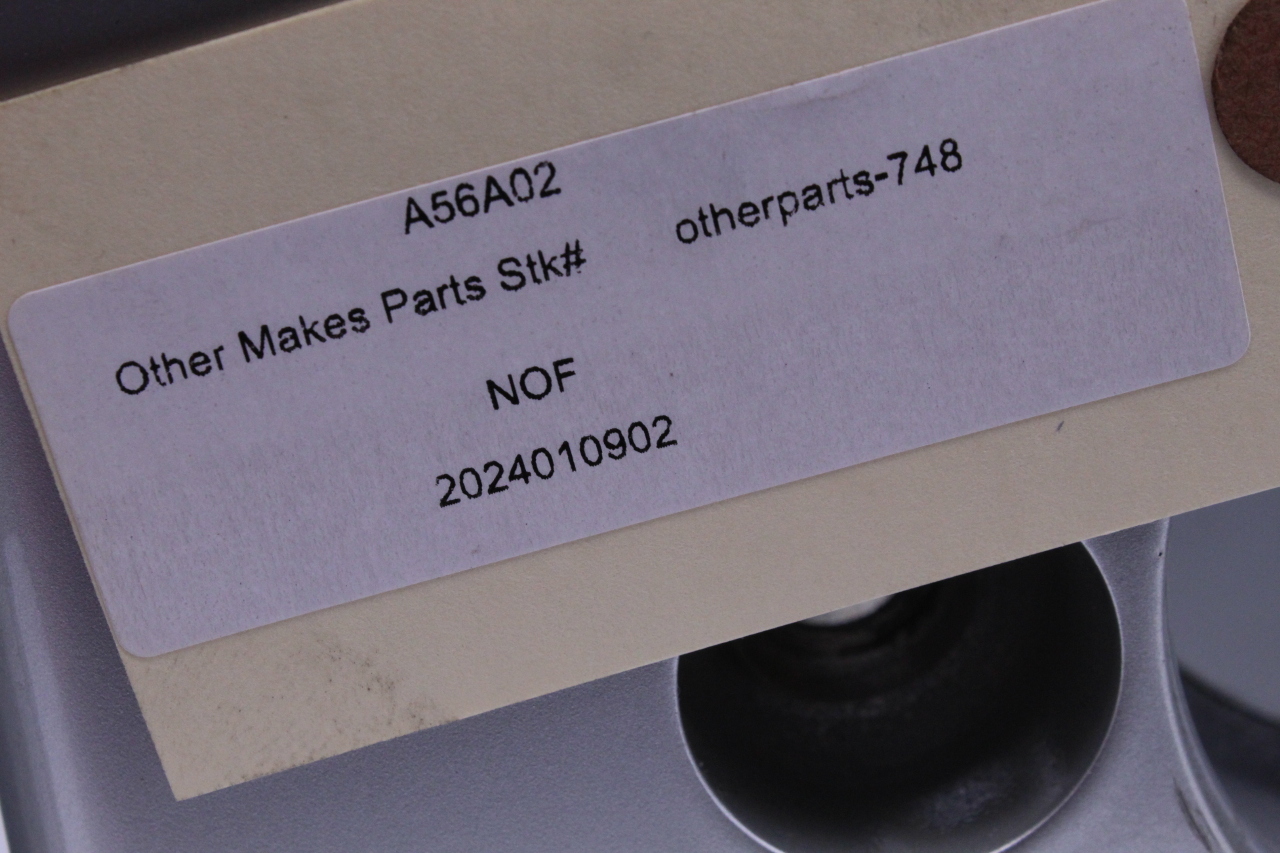 A56A02
Other Makes Parts Stk# otherparts-748
NOF
2024010902